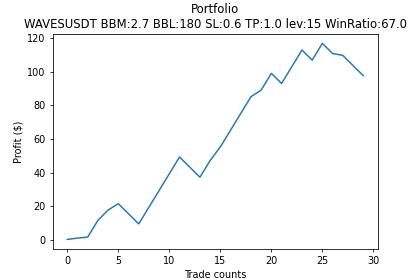 Portfolio
WAVESUSDT BBM:2.7 BBL:180 SL:0.6 TP:1.0 lev:15 WinRatio:67.0
120
100
80
60
40
20
0
Profit ($)
0 5 10 15 20 25 30
Trade counts